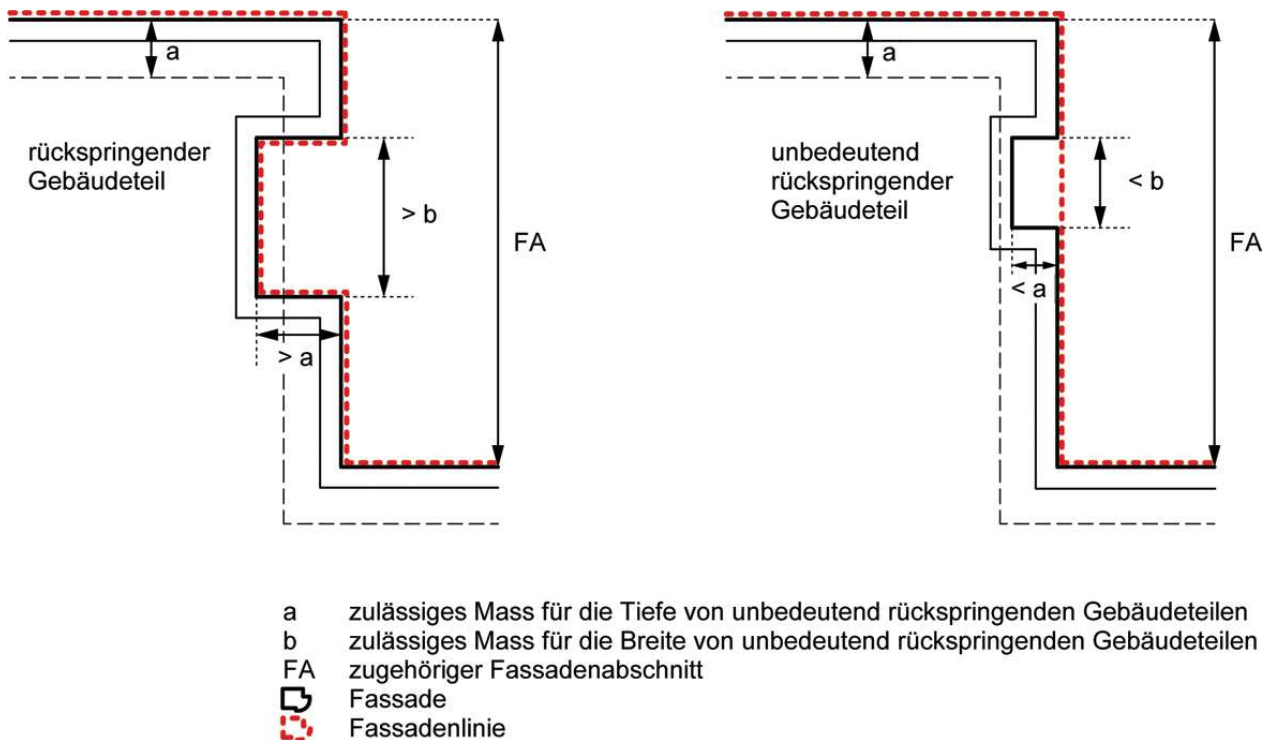 a
rückspringender
Gebäudeteil
> b
FA
> a
a
unbedeutend
rückspringender
Gebäudeteil
< b
FA
< a
a zulässiges Mass für die Tiefe von unbedeutend rückspringenden Gebäudeteilen
b zulässiges Mass für die Breite von unbedeutend rückspringenden Gebäudeteilen
FA zugehöriger Fassadenabschnitt
Fassade
Fassadenlinie